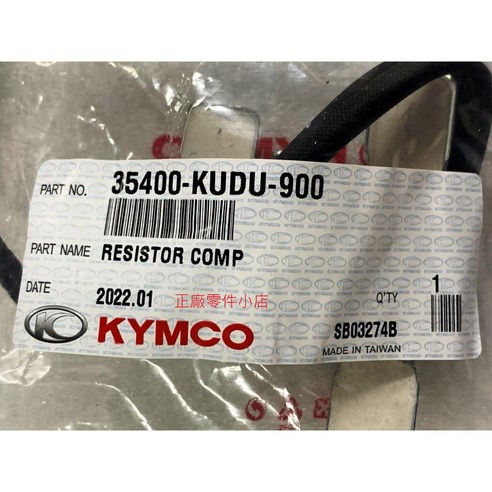 PART NO. 35400-KUDU-900
PART NAME RESISTOR COMP
DATE 2022.01 正廠零件小店 Q'TY 1
KYMCO SB03274B
MADE IN TAIWAN